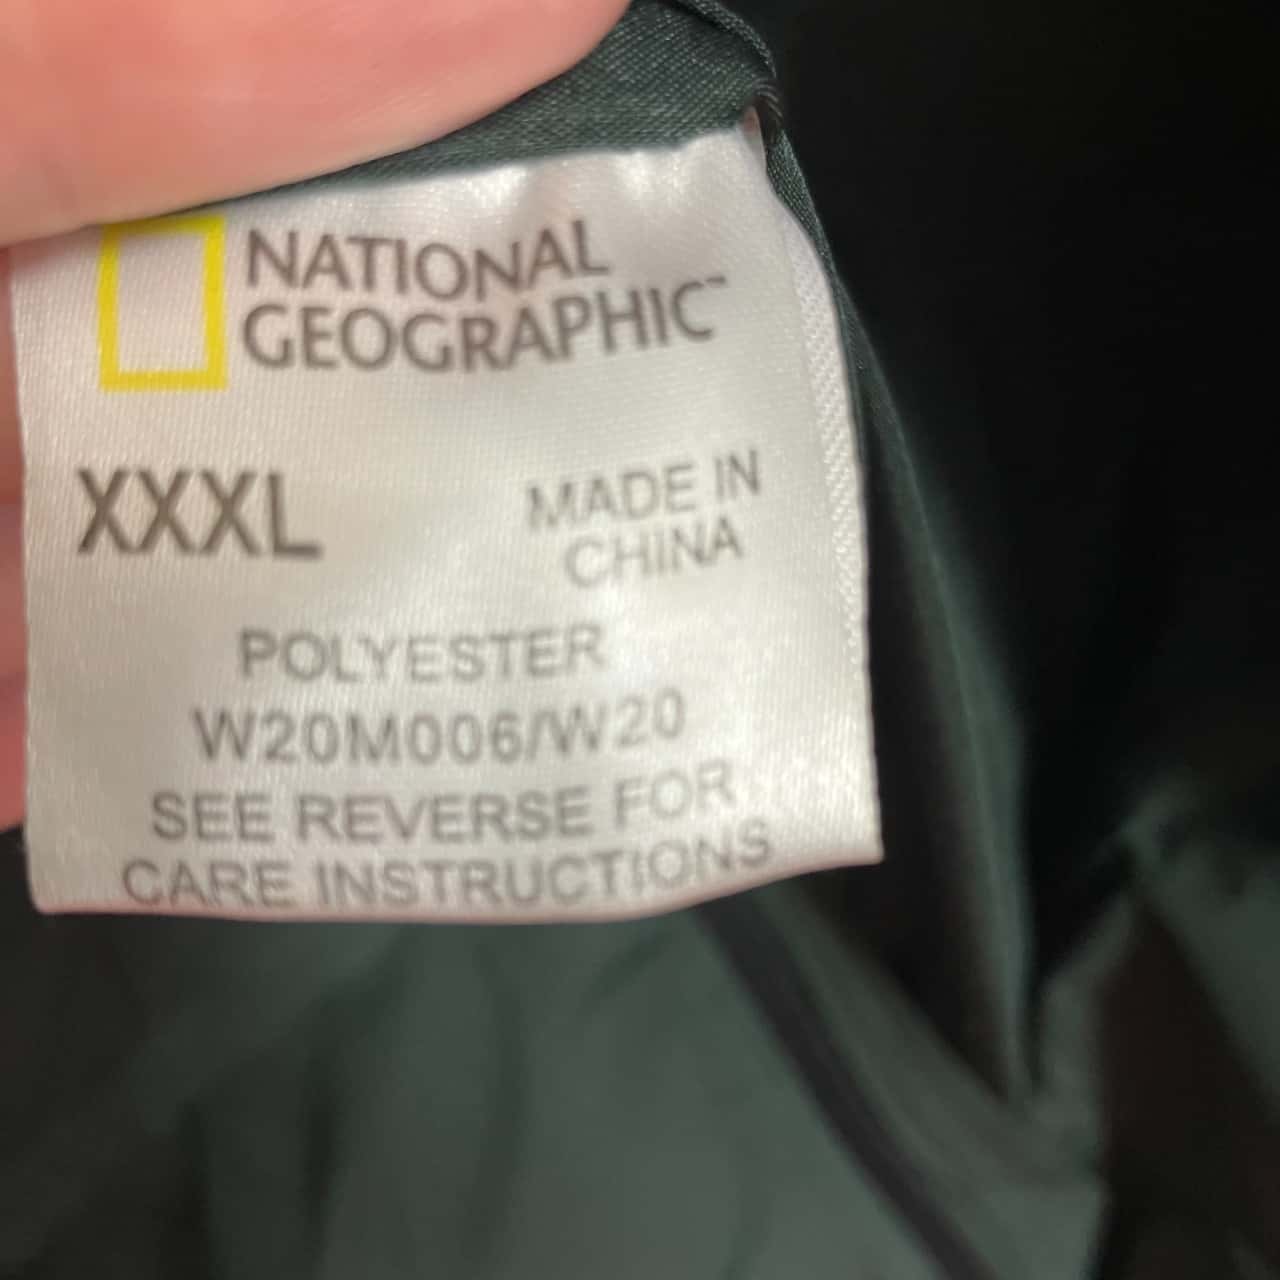 NATIONAL
GEOGRAPHIC™
XXXL
MADE IN
CHINA
POLYESTER
W20M006/W20
SEE REVERSE FOR
CARE INSTRUCTIONS